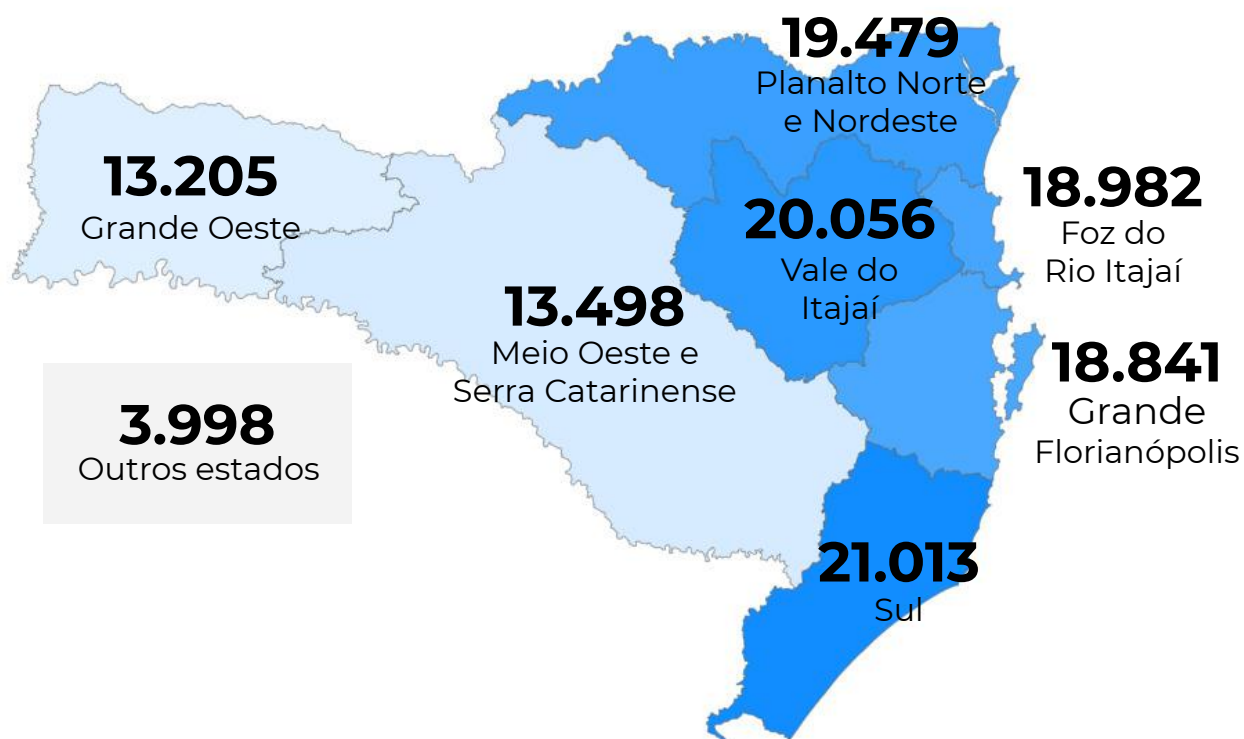 19.479
Planalto Norte
e Nordeste
13.205
Grande Oeste
18.982
Foz do
Rio Itajaí
20.056
Vale do
Itajaí
13.498
Meio Oeste e
Serra Catarinense
18.841
Grande
Florianópolis
3.998
Outros estados
21.013
Sul